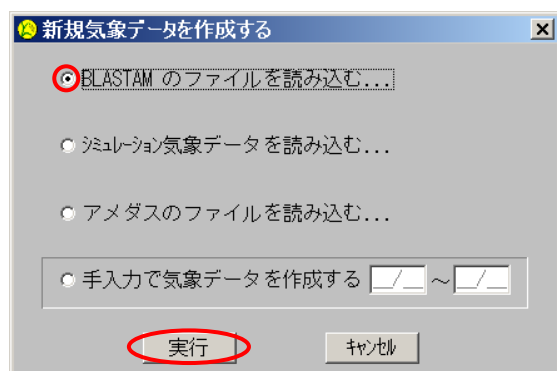 新規気象ﾃﾞｰﾀを作成する
BLASTAM のファイルを読み込む...
ｼﾐｭﾚｰｼｮﾝ気象データを読み込む...
アメダスのファイルを読み込む...
手入力で気象データを作成する __/__ ～ __/__
実行 ｷｬﾝｾﾙ